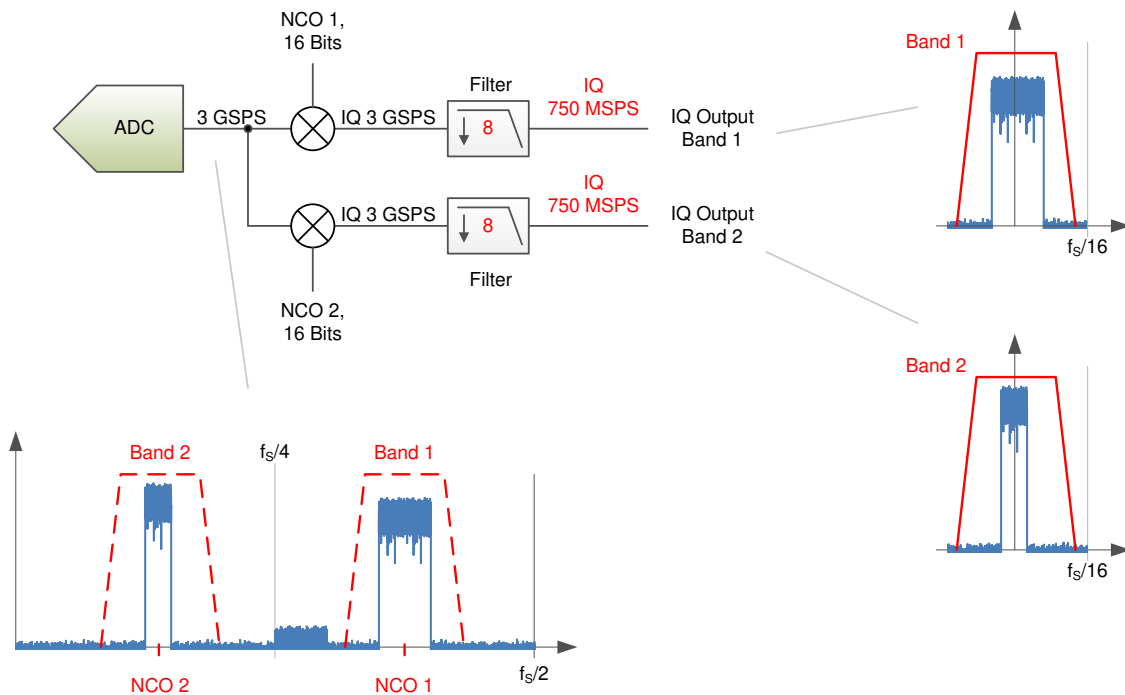 NCO 1,
16 Bits
ADC
3 GSPS
IQ 3 GSPS
Filter
8
IQ
750 MSPS
IQ Output
Band 1
IQ 3 GSPS
8
Filter
IQ
750 MSPS
IQ Output
Band 2
NCO 2,
16 Bits
Band 1
fS/16
Band 2
fS/16
Band 2
fS/4
Band 1
NCO 2
NCO 1
fS/2